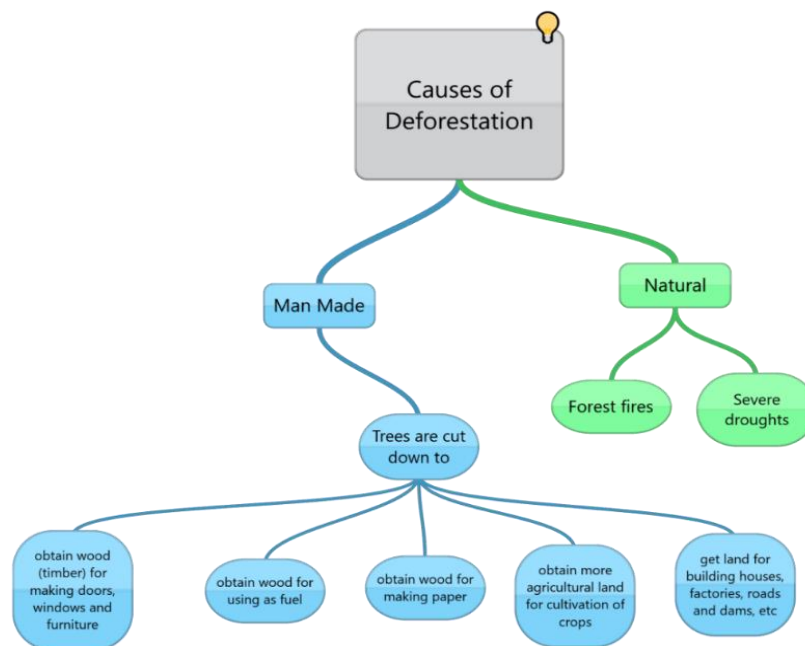 Causes of
Deforestation
Man Made
Natural
Forest fires
Severe
droughts
Trees are cut
down to
obtain wood
(timber) for
making doors,
windows and
furniture
obtain wood for
using as fuel
obtain wood for
making paper
obtain more
agricultural land
for cultivation of
crops
get land for
building houses,
factories, roads
and dams, etc